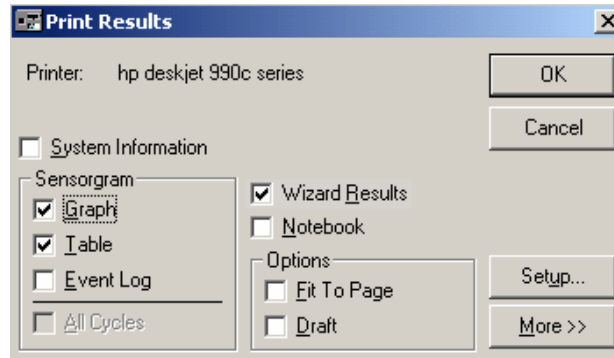 Print Results
Printer: hp deskjet 990c series
OK
Cancel
System Information
Sensorgram
Graph
Table
Event Log
All Cycles
Wizard Results
Notebook
Options
Fit To Page
Draft
Setup...
More >>